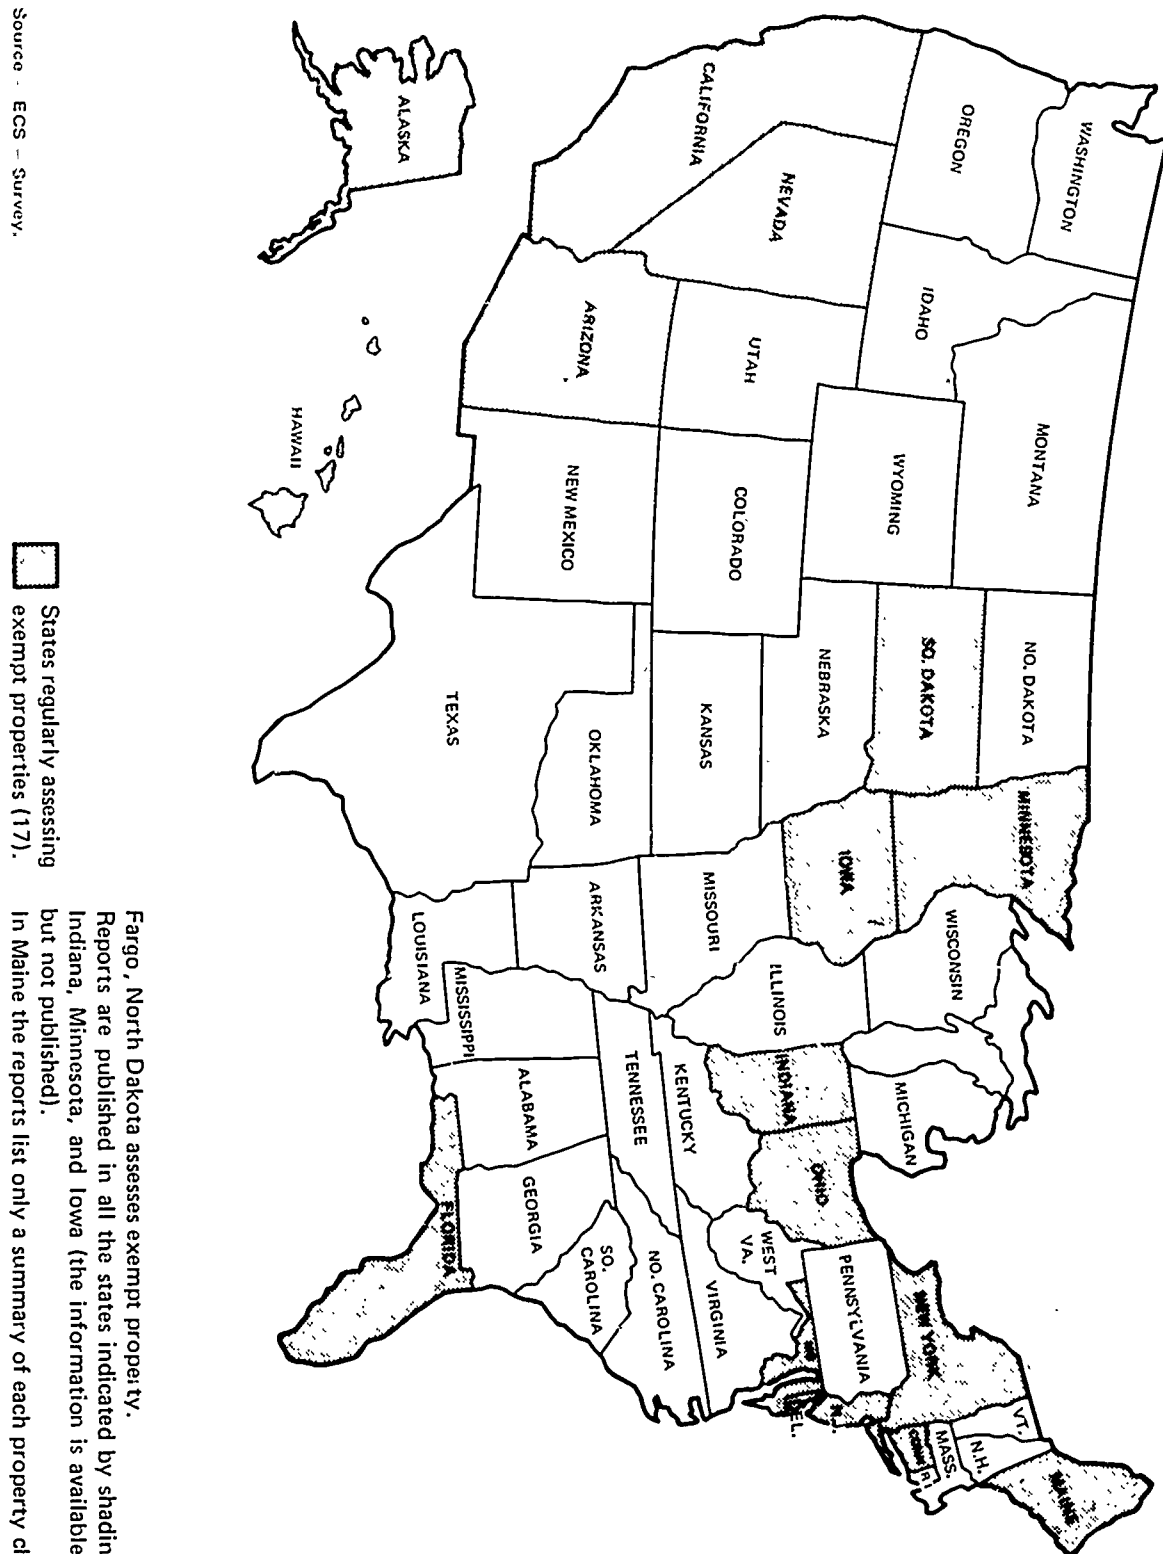 WASHINGTON
OREGON
CALIFORNIA
NEVADA
IDAHO
MONTANA
WYOMING
UTAH
ARIZONA
COLORADO
NEW MEXICO
NO. DAKOTA
SO. DAKOTA
NEBRASKA
KANSAS
OKLAHOMA
TEXAS
MINNESOTA
IOWA
MISSOURI
ARKANSAS
LOUISIANA
WISCONSIN
ILLINOIS
MICHIGAN
INDIANA
OHIO
KENTUCKY
TENNESSEE
MISSISSIPPI
ALABAMA
GEORGIA
FLORIDA
SO.
CAROLINA
NO. CAROLINA
VIRGINIA
WEST
VA.
PENNSYLVANIA
NEW YORK
DEL.
N.J.
CONN
R I
MASS.
VT.
N.H.
MAINE
ALASKA
HAWAII
States regularly assessing
exempt properties (17).
Fargo, North Dakota assesses exempt property.
Reports are published in all the states indicated by shadin
Indiana, Minnesota, and Iowa (the information is available
but not published).
In Maine the reports list only a summary of each property cl
Source - ECS - Survey.